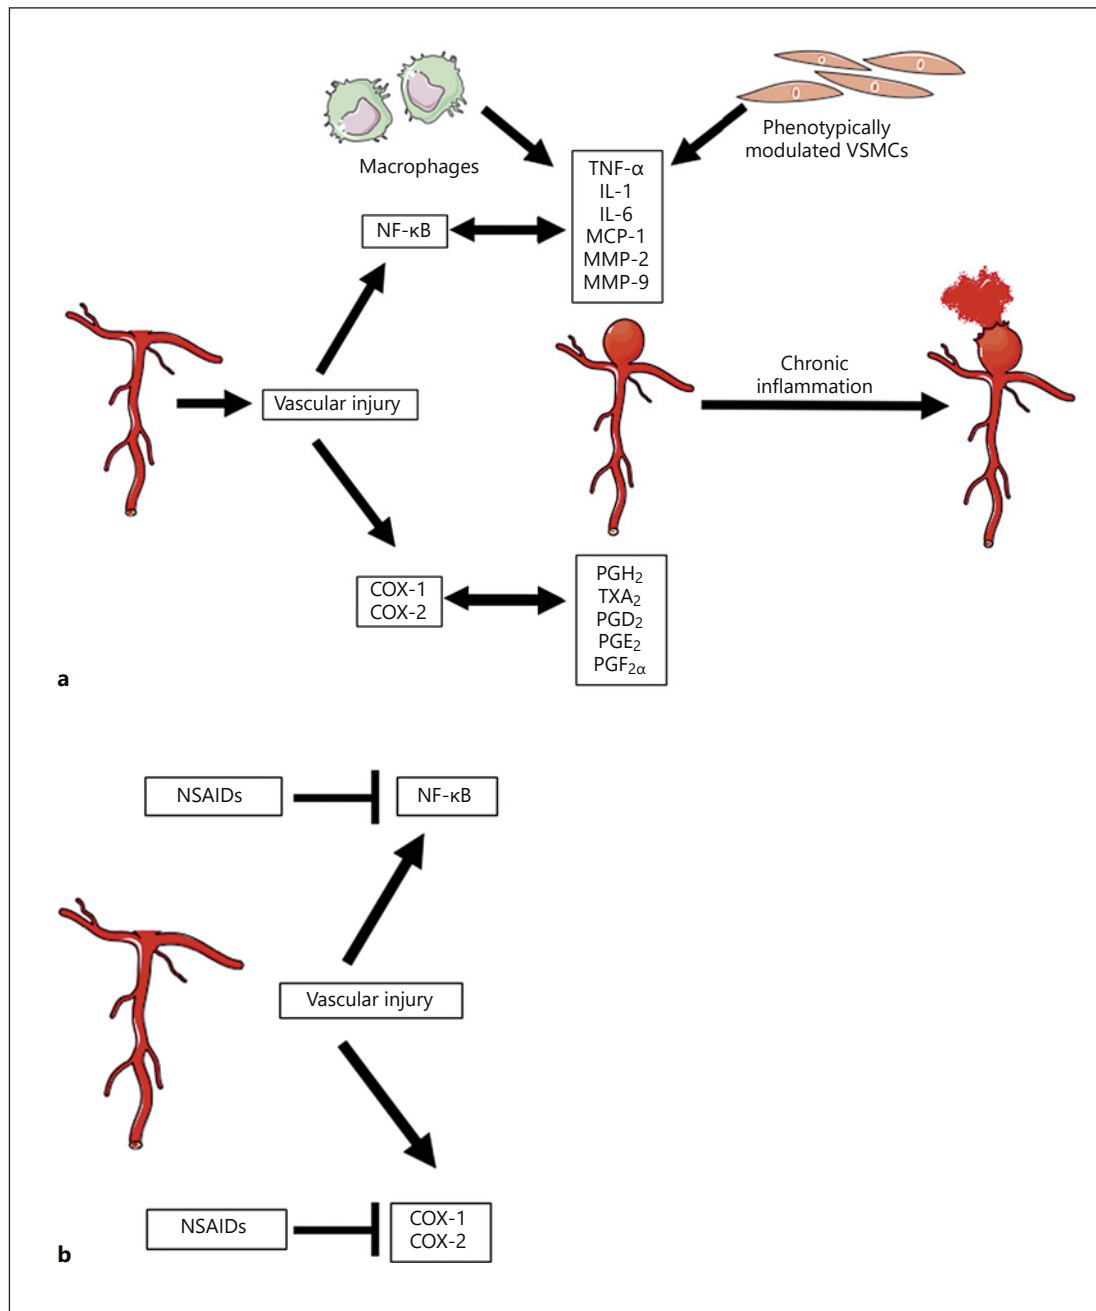 Macrophages
Phenotypically
modulated VSMCs
TNF-α
IL-1
IL-6
MCP-1
MMP-2
MMP-9
NF-κB
Vascular injury
Chronic
inflammation
COX-1
COX-2
PGH₂
TXA₂
PGD₂
PGE₂
PGF₂α
a
NSAIDs
NF-κB
Vascular injury
NSAIDs
COX-1
COX-2
b